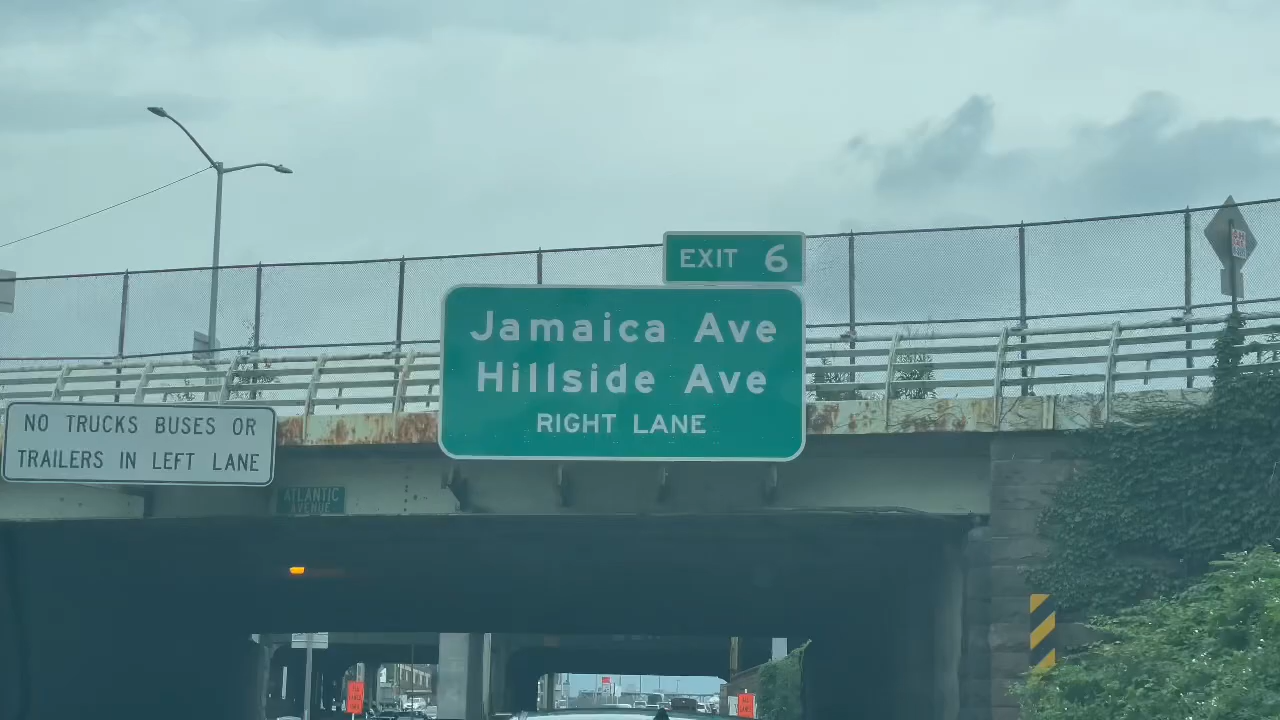 EXIT 6
Jamaica Ave
Hillside Ave
RIGHT LANE
NO TRUCKS BUSES OR
TRAILERS IN LEFT LANE
ATLANTIC
AVENUE